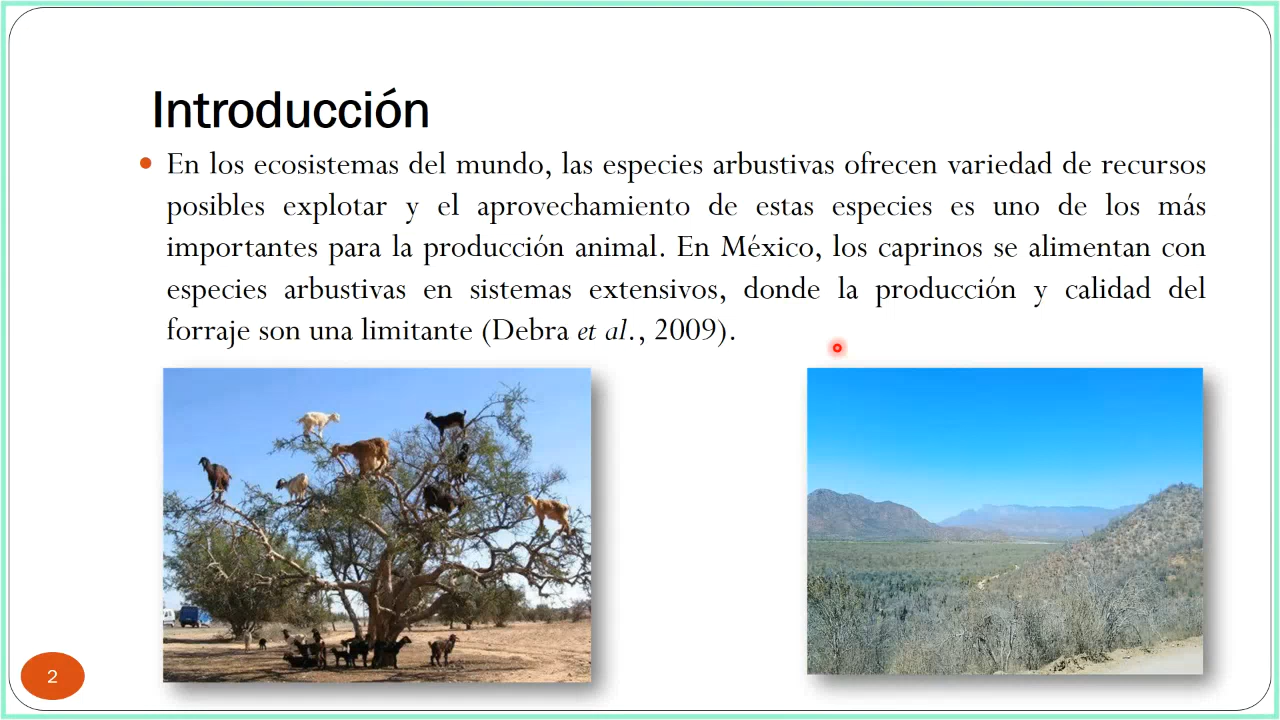 Introducción
En los ecosistemas del mundo, las especies arbustivas ofrecen variedad de recursos
posibles explotar y el aprovechamiento de estas especies es uno de los más
importantes para la producción animal. En México, los caprinos se alimentan con
especies arbustivas en sistemas extensivos, donde la producción y calidad del
forraje son una limitante (Debra et al., 2009).
2